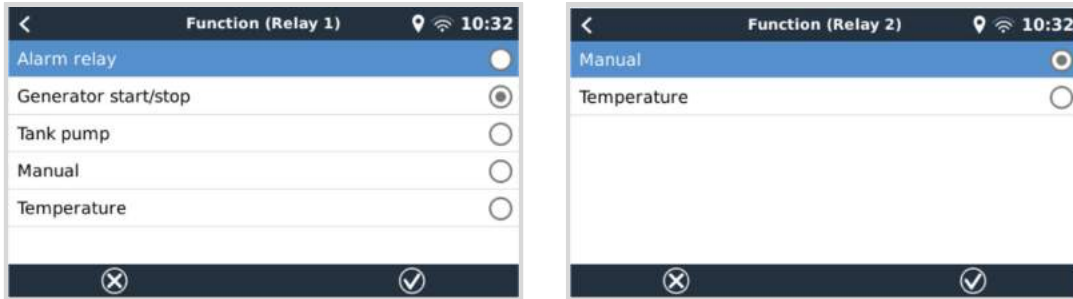 Function (Relay 1) 10:32
Alarm relay
Generator start/stop
Tank pump
Manual
Temperature
Function (Relay 2) 10:32
Manual
Temperature